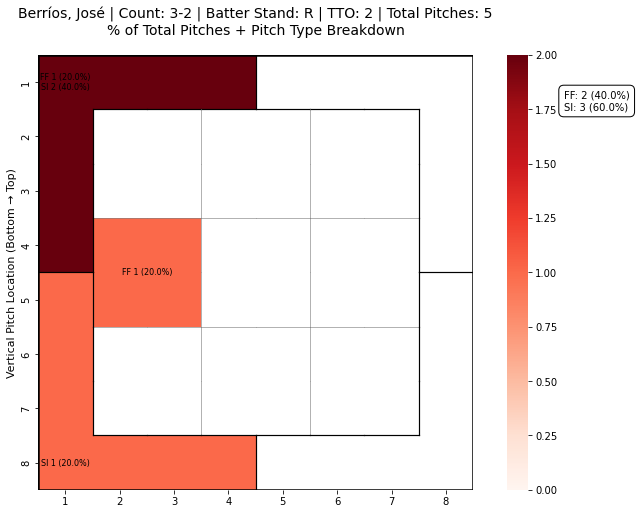 Berríos, José | Count: 3-2 | Batter Stand: R | TTO: 2 | Total Pitches: 5
% of Total Pitches + Pitch Type Breakdown
FF 1 (20.0%)
SI 2 (40.0%)
FF 1 (20.0%)
SI 1 (20.0%)
Vertical Pitch Location (Bottom → Top)
1
2
3
4
5
6
7
8
1
2
3
4
5
6
7
8
2.00
1.75
1.50
1.25
1.00
0.75
0.50
0.25
0.00
FF: 2 (40.0%)
SI: 3 (60.0%)